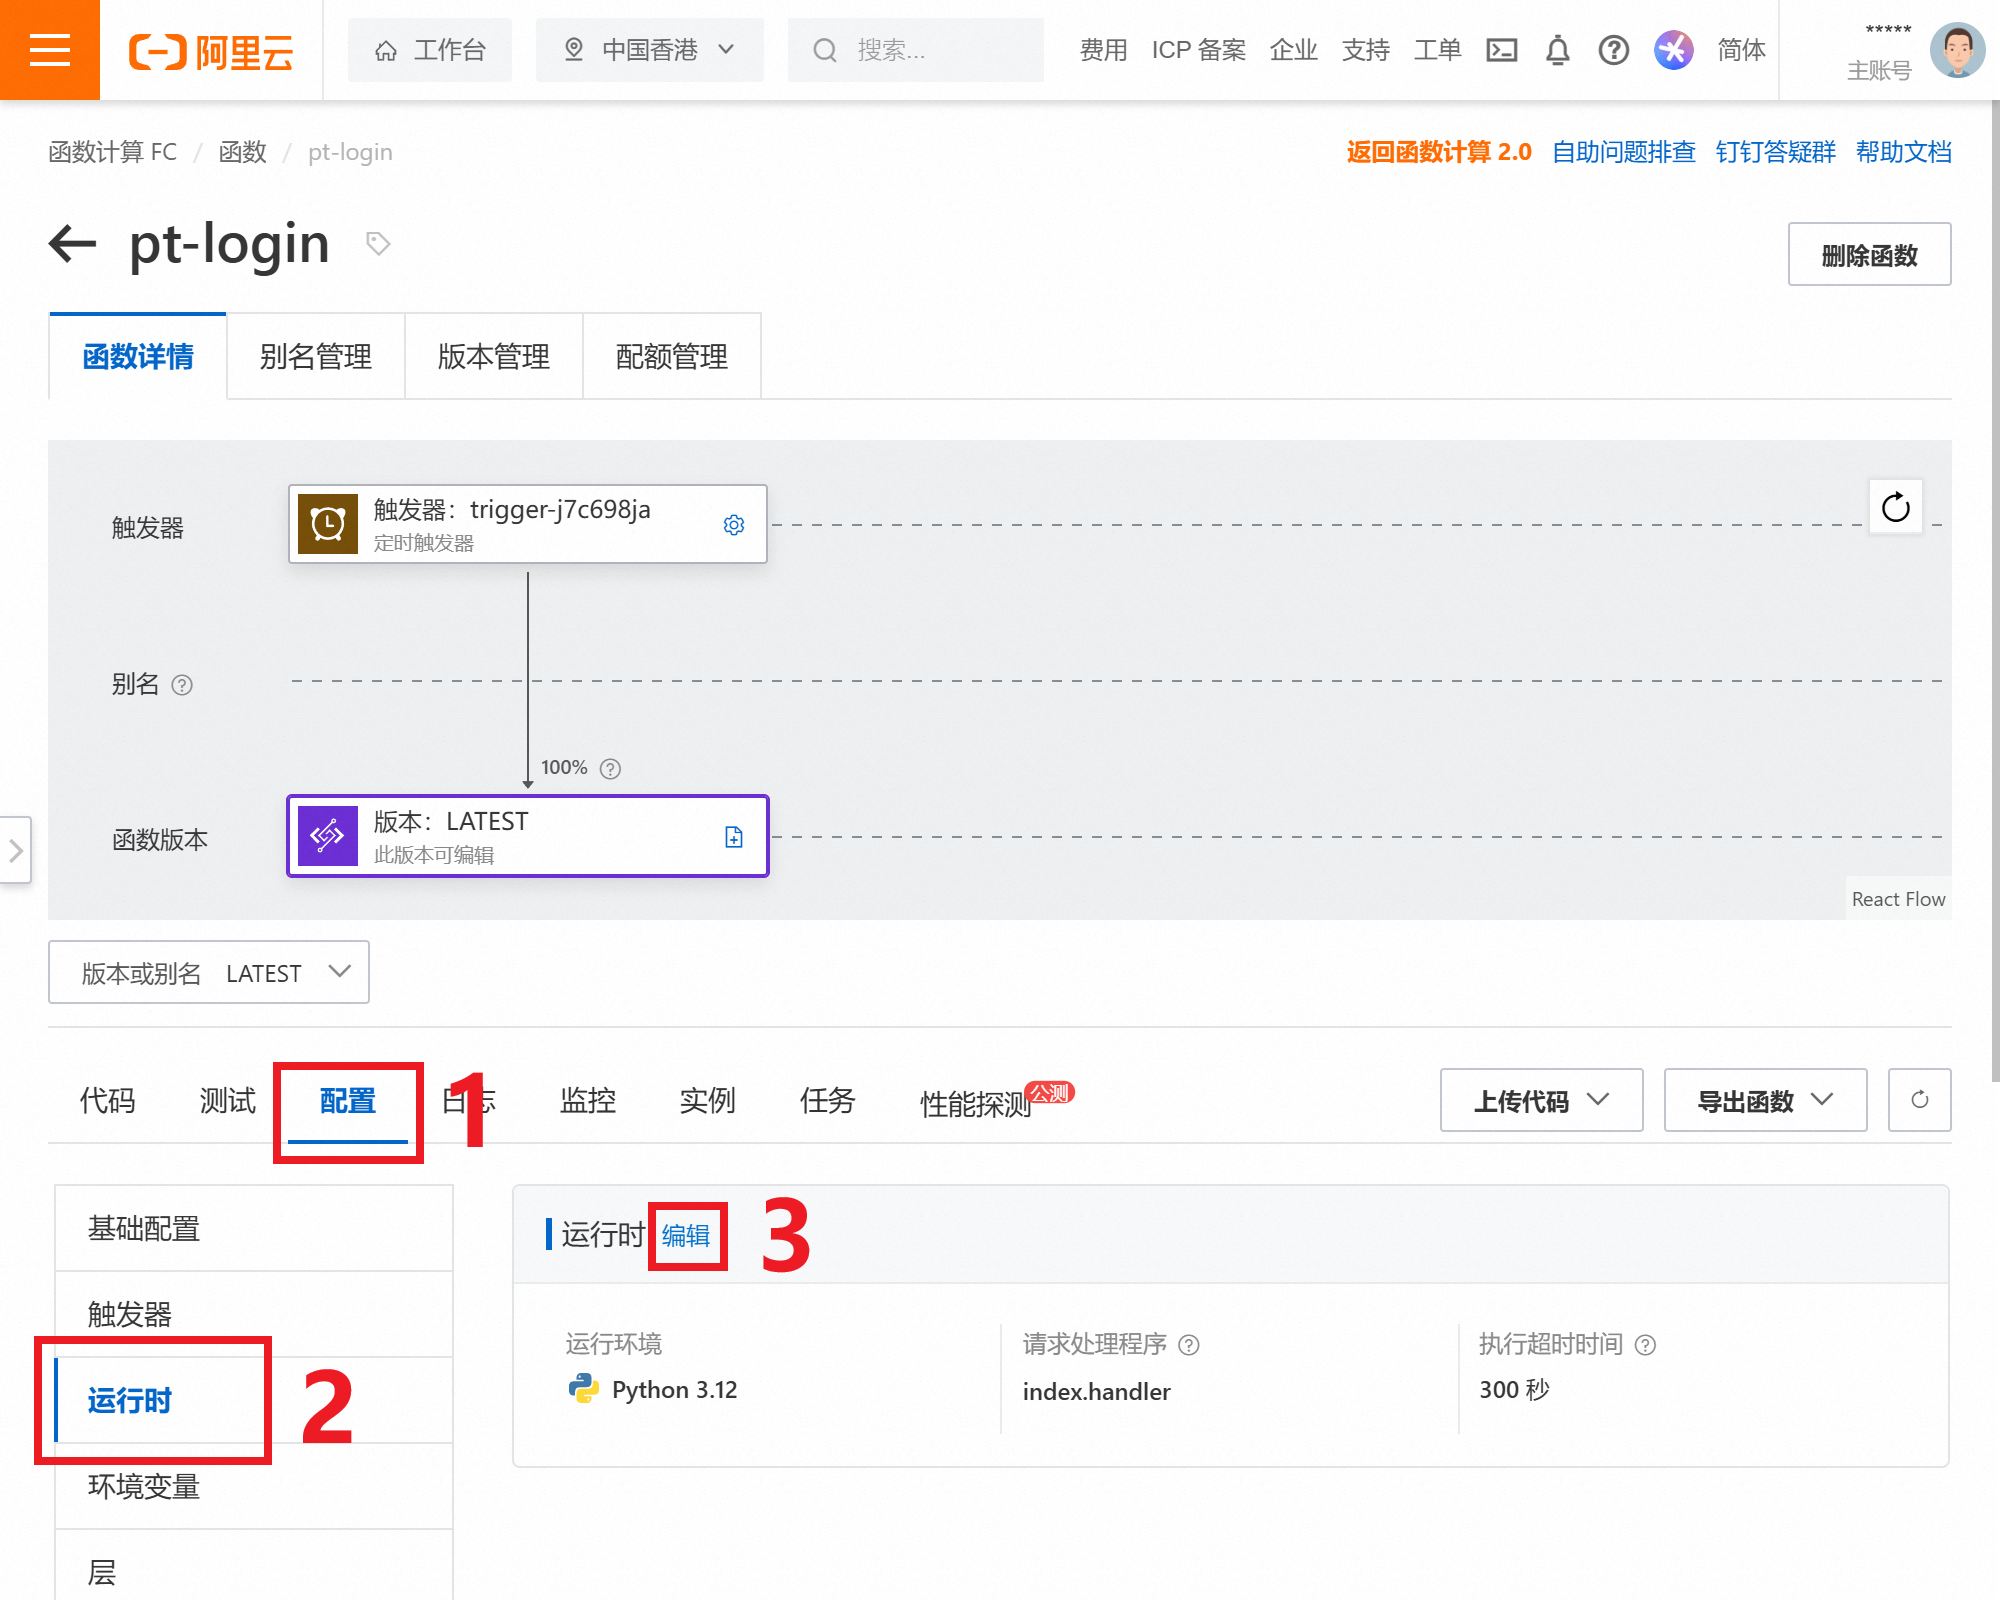 阿里云
工作台
中国香港
搜索...
费用
ICP 备案
企业
支持
工单
简体
*****
主账号
函数计算 FC / 函数 / pt-login
返回函数计算 2.0
自助问题排查
钉钉答疑群
帮助文档
pt-login
删除函数
函数详情
别名管理
版本管理
配额管理
触发器
触发器：trigger-j7c698ja
定时触发器
别名
100%
函数版本
版本：LATEST
此版本可编辑
React Flow
版本或别名 LATEST
代码
测试
配置
1
日志
监控
实例
任务
性能探测
公测
上传代码
导出函数
基础配置
触发器
运行时
2
环境变量
层
运行时
编辑
3
运行环境
Python 3.12
请求处理程序
index.handler
执行超时时间
300 秒